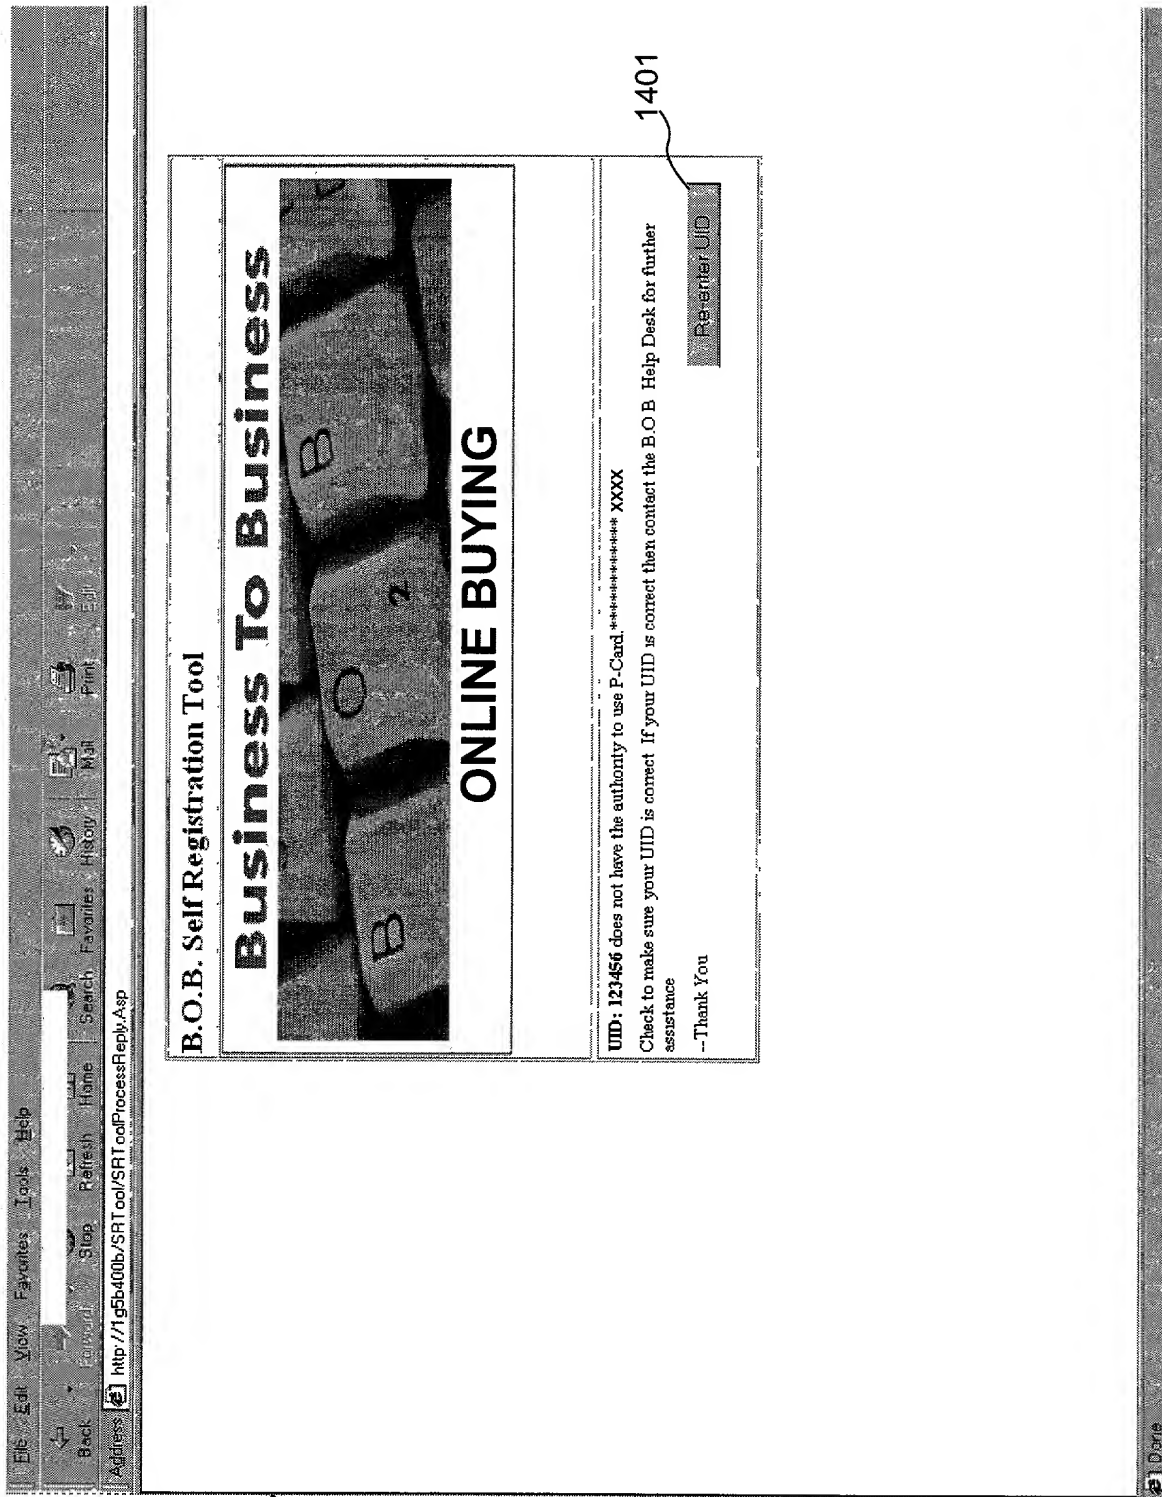 File Edit View Favorites Tools Help
Back Forward Stop Refresh Home Search Favorites History Mail Print Edit
Address http://1g5b400b/SRTool/SRToolProcessReply.Asp
B.O.B. Self Registration Tool
Business To Business
B O 2 B
ONLINE BUYING
UID: 123456 does not have the authority to use P-Card. ************ XXXX
Check to make sure your UID is correct If your UID is correct then contact the B.O B Help Desk for further
assistance
--Thank You
Re-enter UID
1401
Done